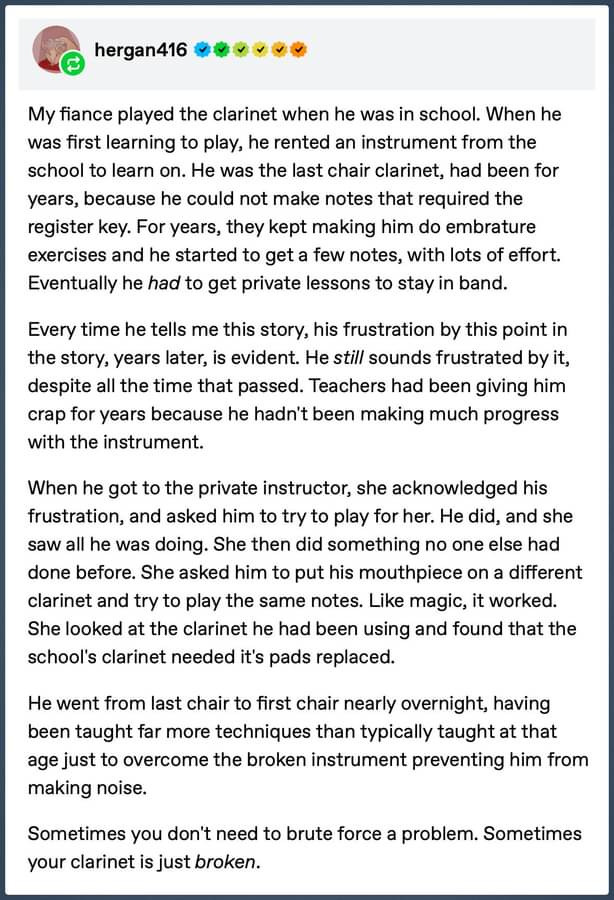 hergan416
My fiance played the clarinet when he was in school. When he
was first learning to play, he rented an instrument from the
school to learn on. He was the last chair clarinet, had been for
years, because he could not make notes that required the
register key. For years, they kept making him do embrature
exercises and he started to get a few notes, with lots of effort.
Eventually he had to get private lessons to stay in band.
Every time he tells me this story, his frustration by this point in
the story, years later, is evident. He still sounds frustrated by it,
despite all the time that passed. Teachers had been giving him
crap for years because he hadn't been making much progress
with the instrument.
When he got to the private instructor, she acknowledged his
frustration, and asked him to try to play for her. He did, and she
saw all he was doing. She then did something no one else had
done before. She asked him to put his mouthpiece on a different
clarinet and try to play the same notes. Like magic, it worked.
She looked at the clarinet he had been using and found that the
school's clarinet needed it's pads replaced.
He went from last chair to first chair nearly overnight, having
been taught far more techniques than typically taught at that
age just to overcome the broken instrument preventing him from
making noise.
Sometimes you don't need to brute force a problem. Sometimes
your clarinet is just broken.